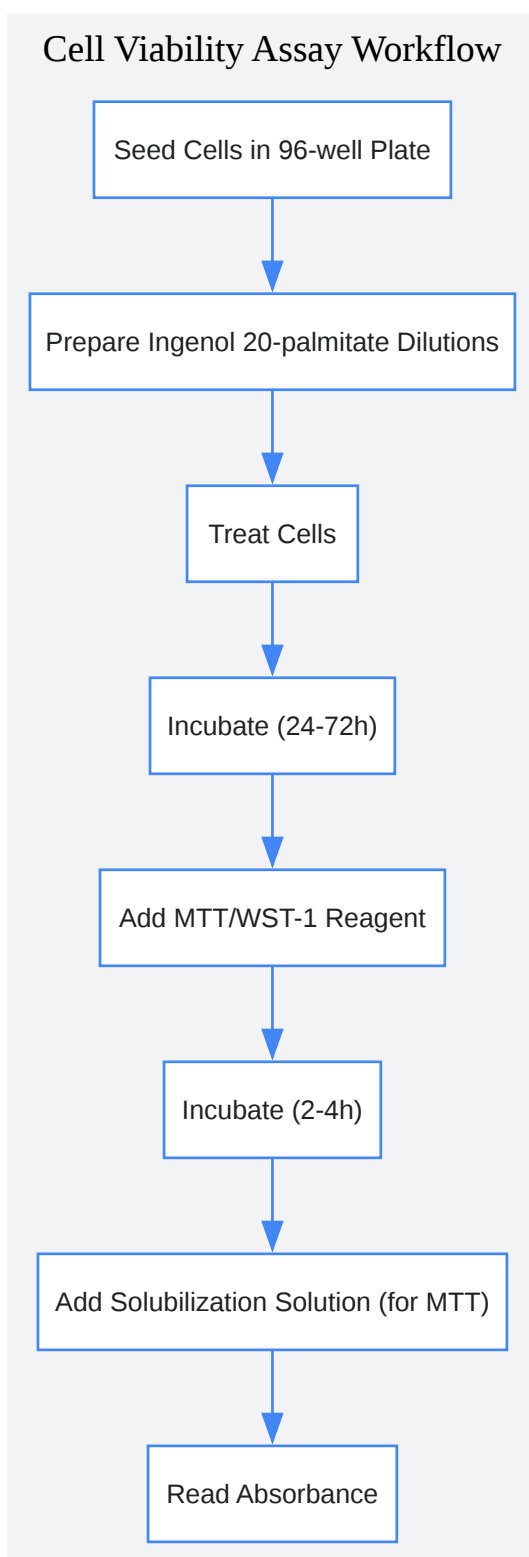 Cell Viability Assay Workflow
Seed Cells in 96-well Plate
Prepare Ingenol 20-palmitate Dilutions
Treat Cells
Incubate (24-72h)
Add MTT/WST-1 Reagent
Incubate (2-4h)
Add Solubilization Solution (for MTT)
Read Absorbance